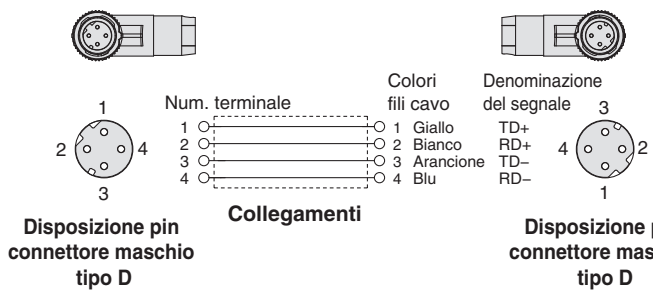 Colori Denominazione
Num. terminale fili cavo del segnale
1
2 4
3
1 1 Giallo TD+
2 2 Bianco RD+
3 3 Arancione TD−
4 4 Blu RD−
3
4 2
1
Collegamenti
Disposizione pin
connettore maschio
tipo D
Disposizione
connettore
tipo D